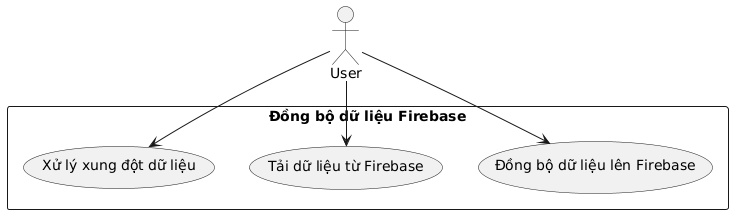 User
Đồng bộ dữ liệu Firebase
Xử lý xung đột dữ liệu
Tải dữ liệu từ Firebase
Đồng bộ dữ liệu lên Firebase